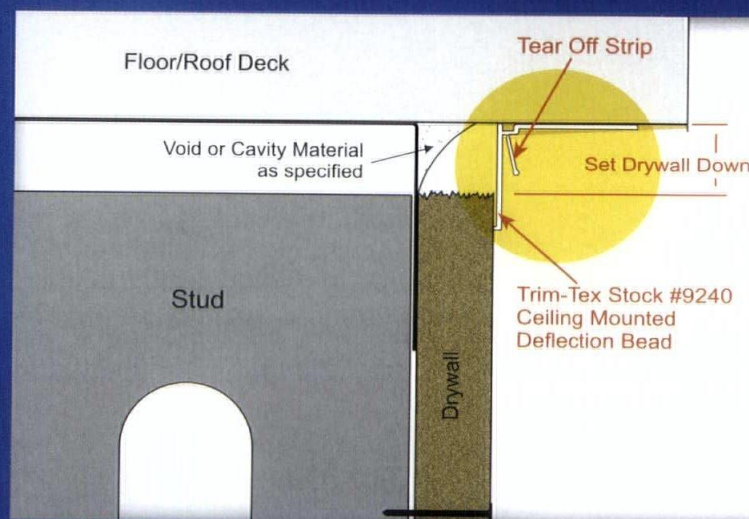 Floor/Roof Deck
Tear Off Strip
Void or Cavity Material
as specified
Set Drywall Down
Stud
Trim-Tex Stock #9240
Ceiling Mounted
Deflection Bead
Drywall